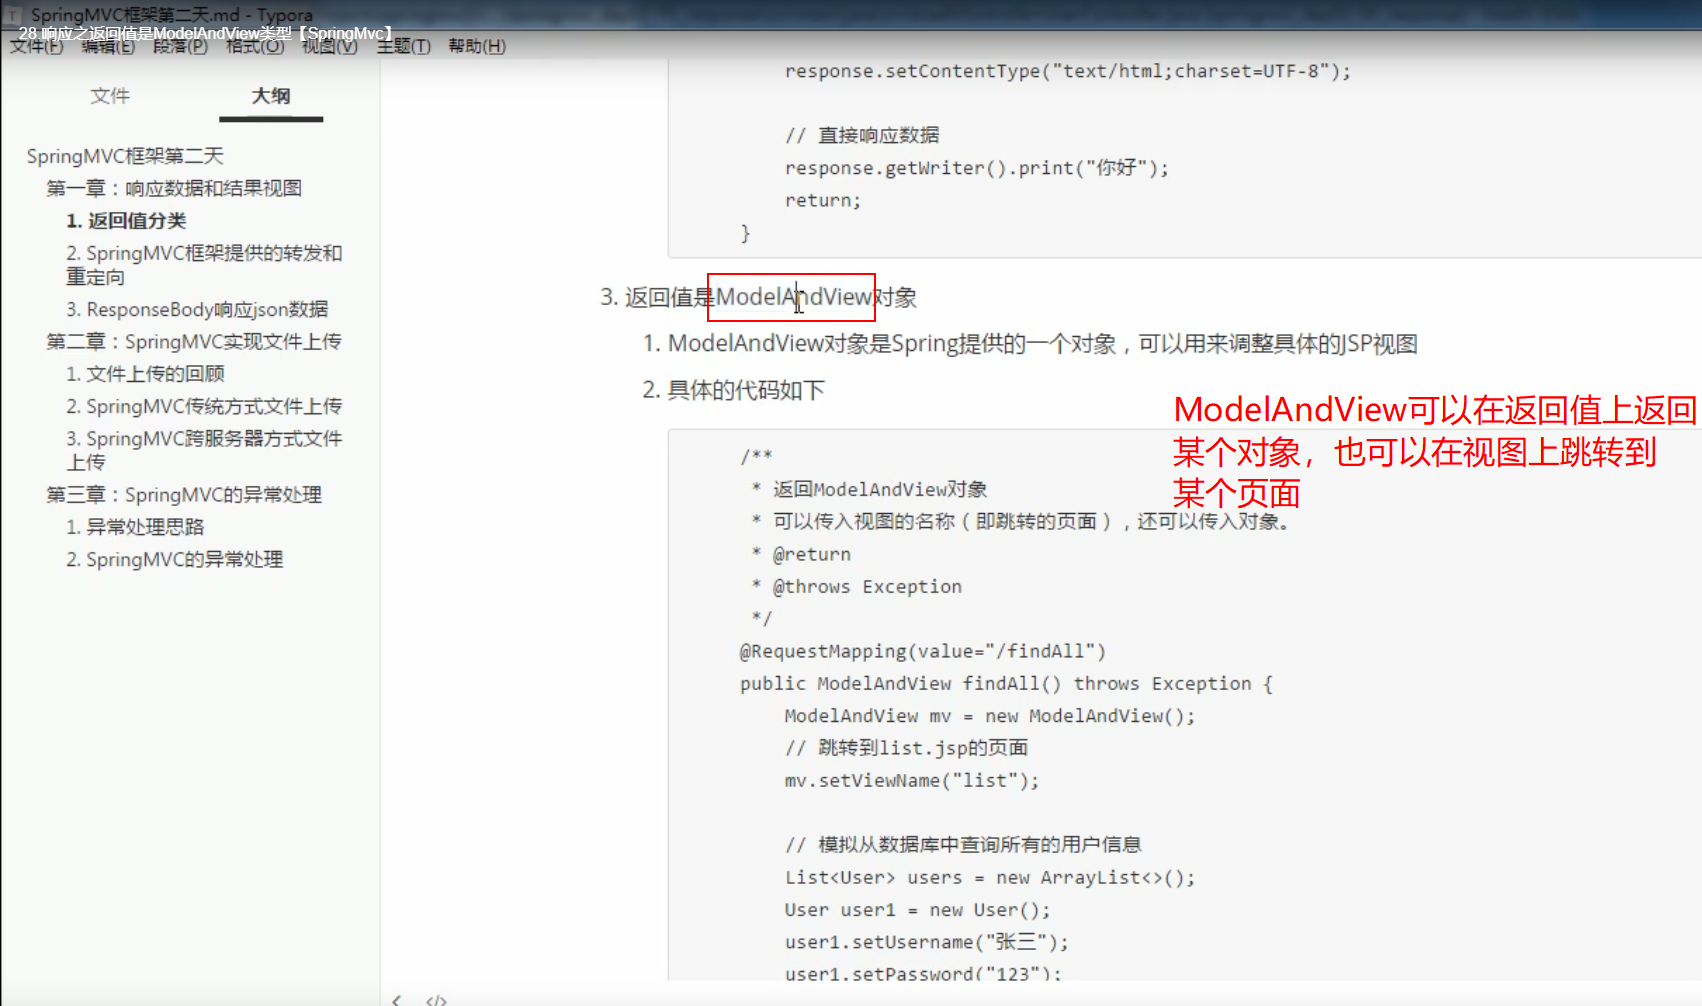 SpringMVC框架第二天.md - Typora
28 响应之返回值是ModelAndView类型【SpringMvc】
文件(F) 编辑(E) 段落(P) 格式(O) 视图(V) 主题(T) 帮助(H)
文件 大纲
SpringMVC框架第二天
第一章：响应数据和结果视图
1. 返回值分类
2. SpringMVC框架提供的转发和
重定向
3. ResponseBody响应json数据
第二章：SpringMVC实现文件上传
1. 文件上传的回顾
2. SpringMVC传统方式文件上传
3. SpringMVC跨服务器方式文件
上传
第三章：SpringMVC的异常处理
1. 异常处理思路
2. SpringMVC的异常处理
response.setContentType("text/html;charset=UTF-8");
// 直接响应数据
response.getWriter().print("你好");
return;
}
3. 返回值是ModelAndView对象
1. ModelAndView对象是Spring提供的一个对象，可以用来调整具体的JSP视图
2. 具体的代码如下
ModelAndView可以在返回值上返回
某个对象，也可以在视图上跳转到
某个页面
/**
* 返回ModelAndView对象
* 可以传入视图的名称（即跳转的页面），还可以传入对象。
* @return
* @throws Exception
*/
@RequestMapping(value="/findAll")
public ModelAndView findAll() throws Exception {
ModelAndView mv = new ModelAndView();
// 跳转到list.jsp的页面
mv.setViewName("list");
// 模拟从数据库中查询所有的用户信息
List<User> users = new ArrayList<>();
User user1 = new User();
user1.setUsername("张三");
user1.setPassword("123");